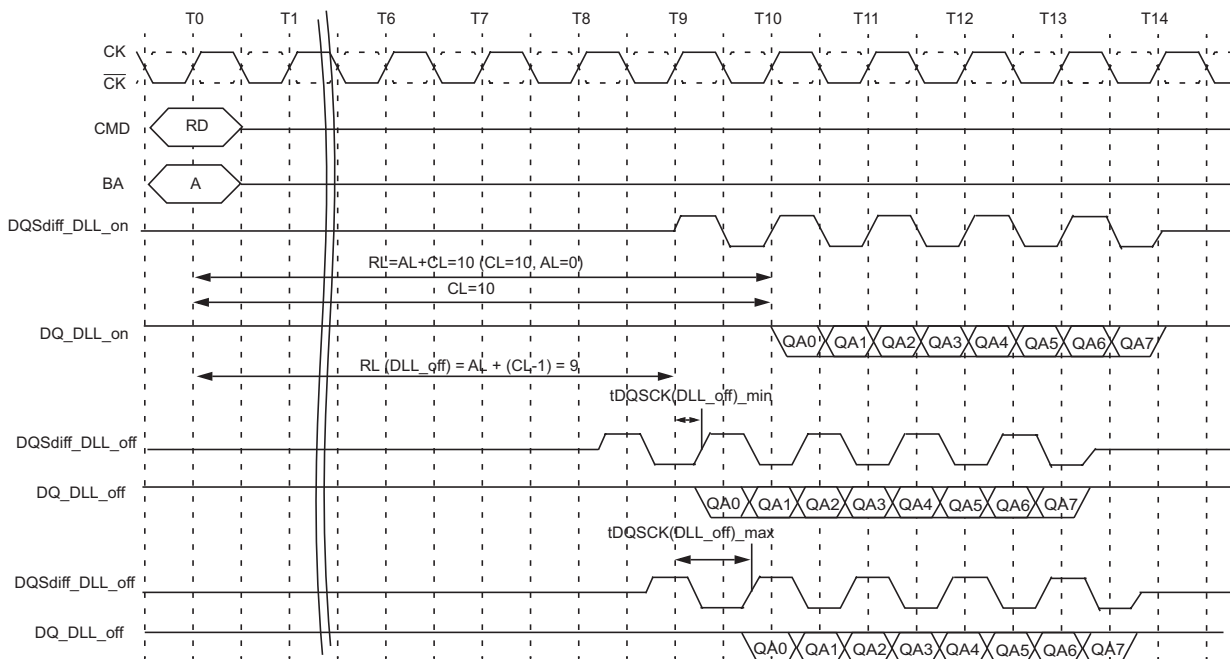 T0 T1 T6 T7 T8 T9 T10 T11 T12 T13 T14
CK
CK
CMD RD
BA A
DQSdiff_DLL_on
RL=AL+CL=10 (CL=10, AL=0)
CL=10
DQ_DLL_on QA0 QA1 QA2 QA3 QA4 QA5 QA6 QA7
RL (DLL_off) = AL + (CL-1) = 9
tDQSCK(DLL_off)_min
DQSdiff_DLL_off
DQ_DLL_off QA0 QA1 QA2 QA3 QA4 QA5 QA6 QA7
tDQSCK(DLL_off)_max
DQSdiff_DLL_off
DQ_DLL_off QA0 QA1 QA2 QA3 QA4 QA5 QA6 QA7